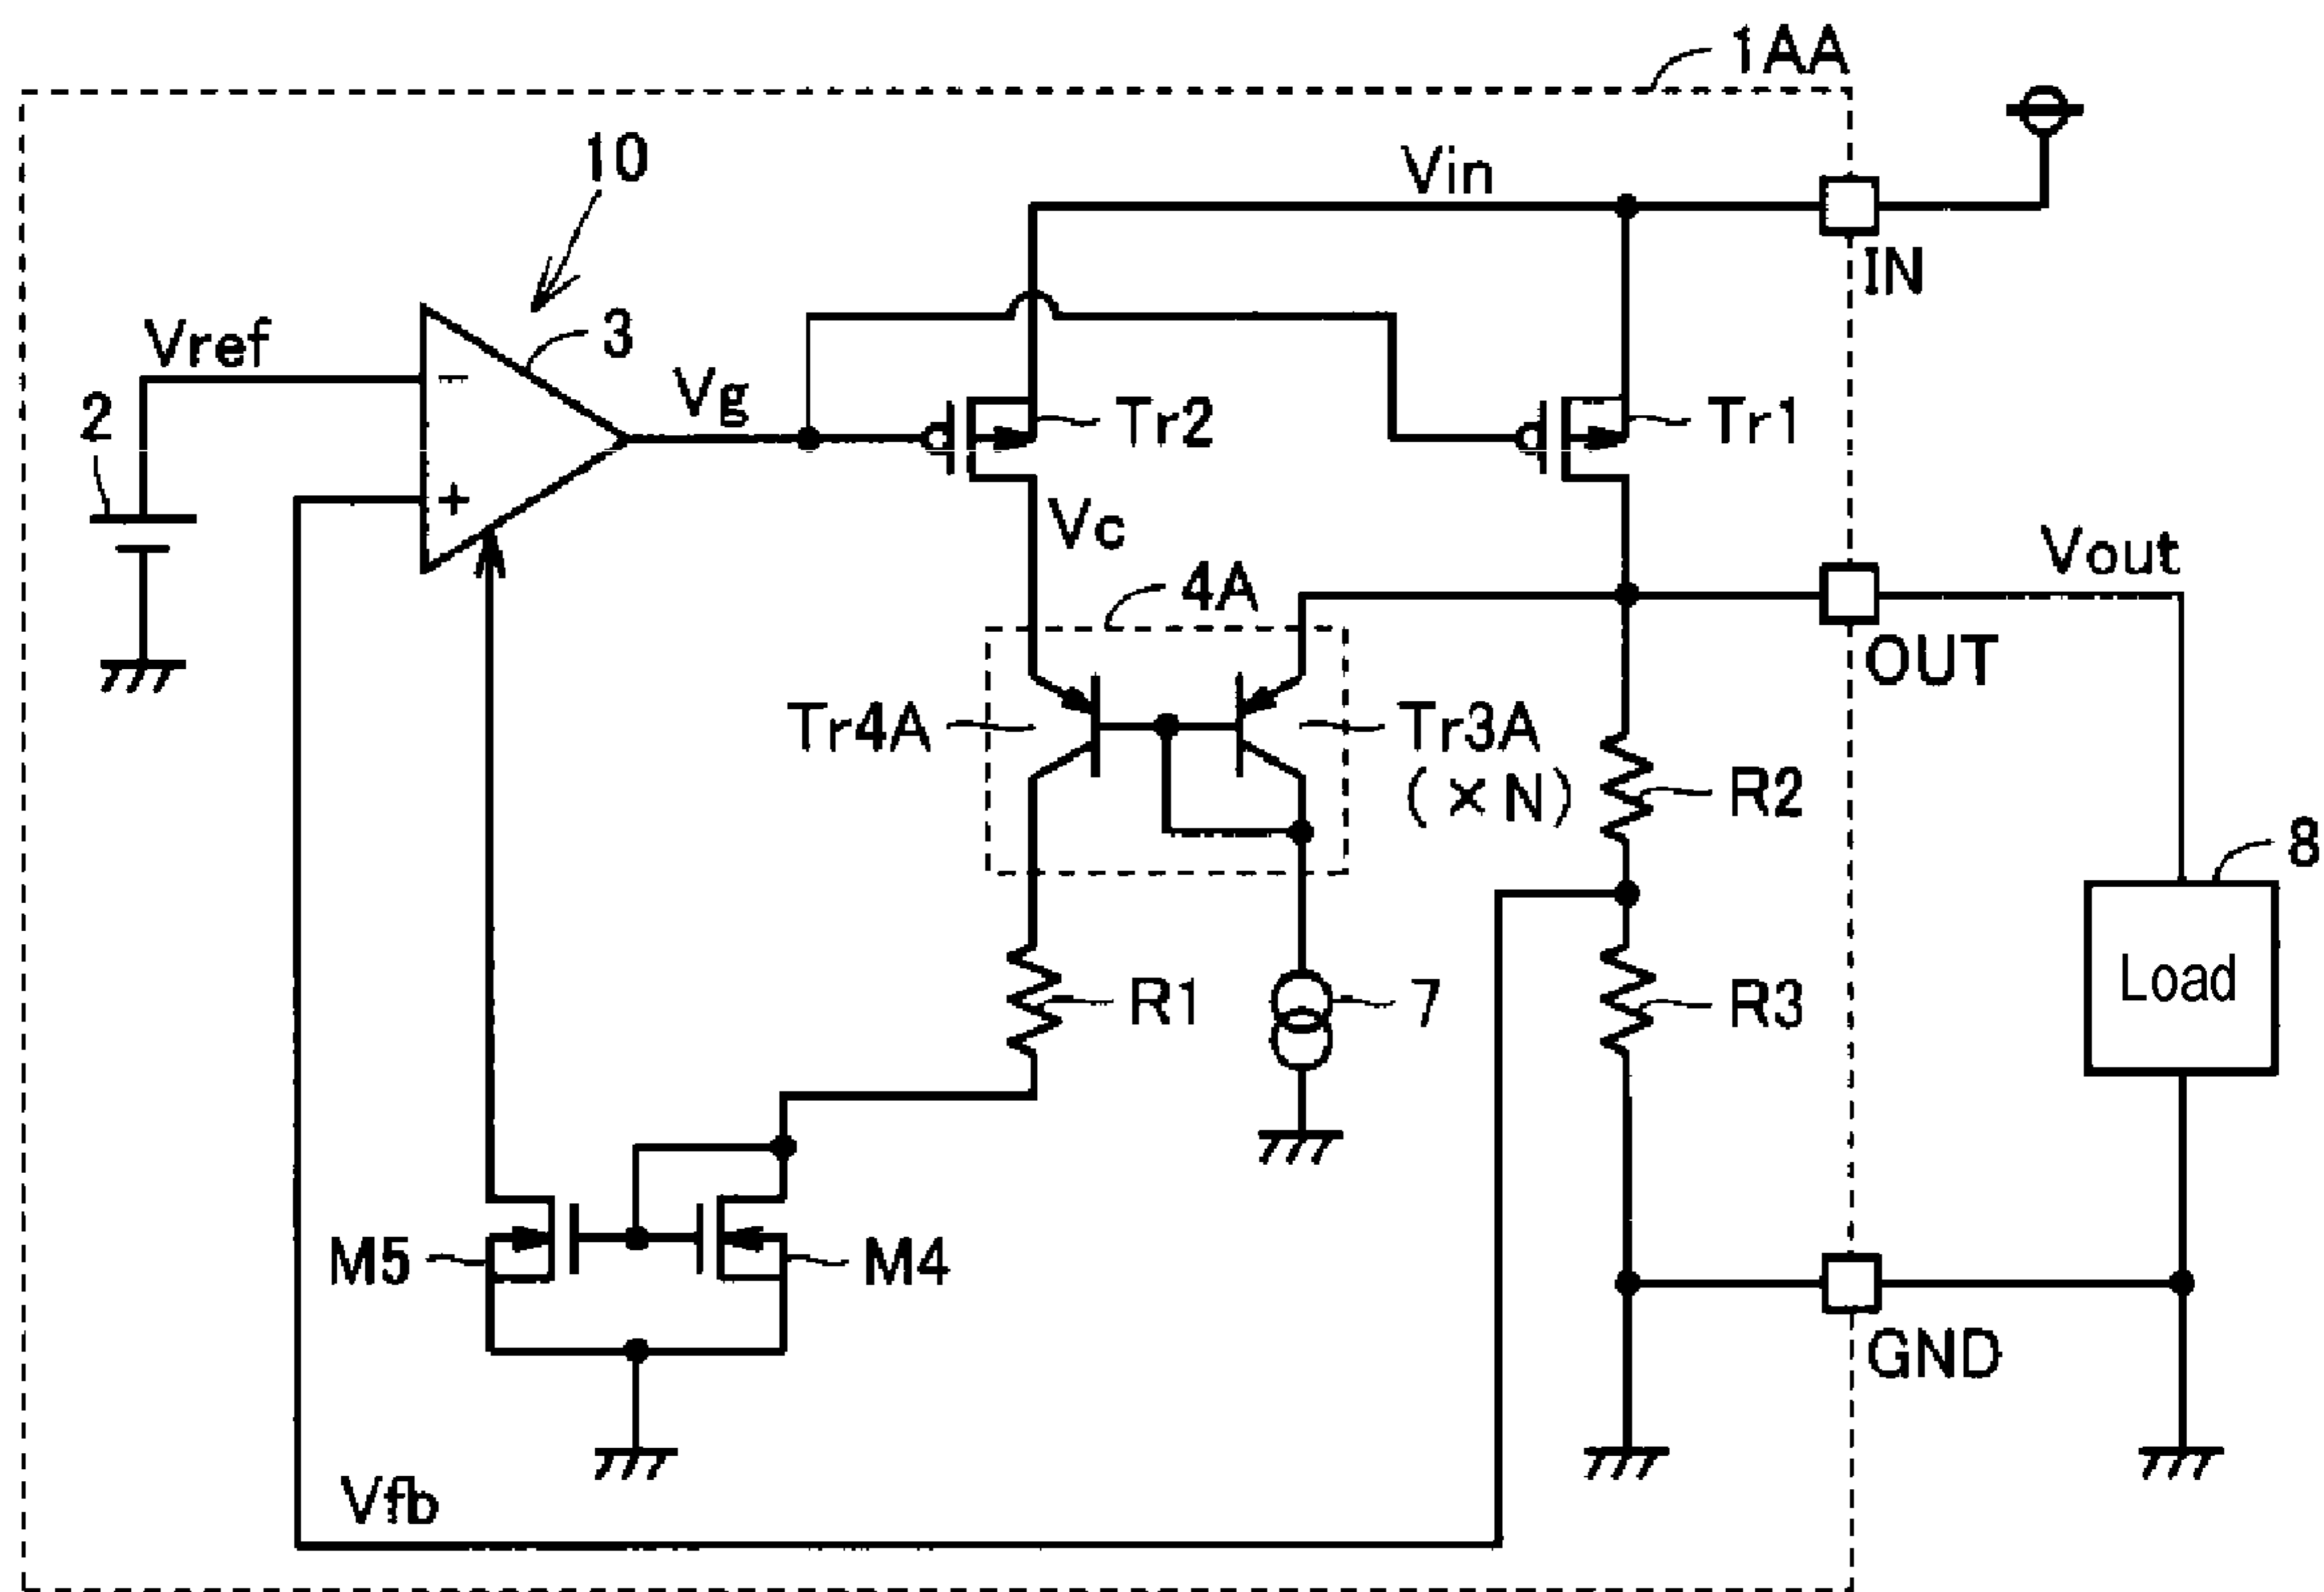 1AA
10
Vin
IN
Vref
3
Vg
2
−
Tr2
Tr1
+
Vc
Vout
4A
OUT
Tr4A
Tr3A
(×N)
R2
8
Load
R1
7
R3
M5
M4
GND
Vfb